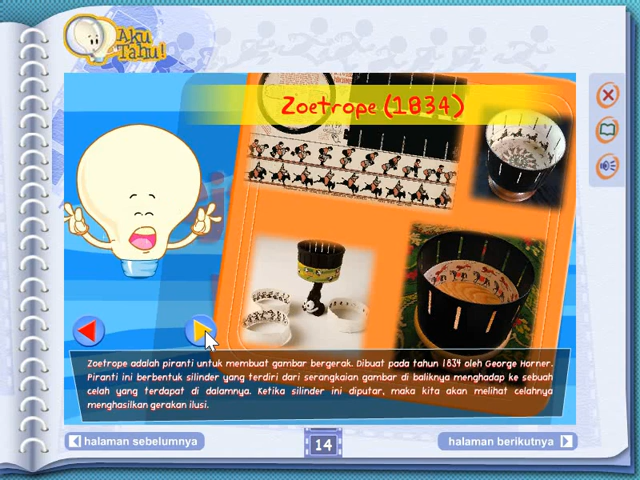 Aku
Tahu!
Zoetrope (1834)
Zoetrope adalah piranti untuk membuat gambar bergerak. Dibuat pada tahun 1834 oleh George Horner.
Piranti ini berbentuk silinder yang terdiri dari serangkaian gambar di baliknya menghadap ke sebuah
celah yang terdapat di dalamnya. Ketika silinder ini diputar, maka kita akan melihat celahnya
menghasilkan gerakan ilusi.
halaman sebelumnya
14
halaman berikutnya